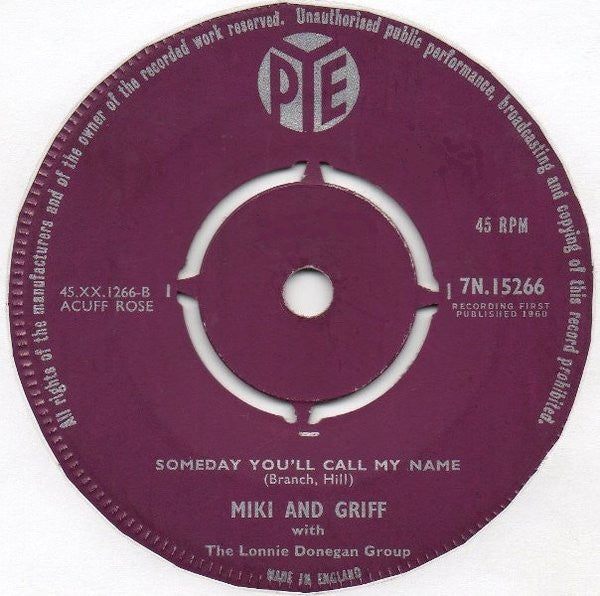 All rights of the manufacturers and of the owner of the recorded work reserved. Unauthorised public performance, broadcasting and copying of this record prohibited.
PYE
45 RPM
45.XX.1266-B
ACUFF ROSE
7N.15266
RECORDING FIRST
PUBLISHED 1960
SOMEDAY YOU'LL CALL MY NAME
(Branch, Hill)
MIKI AND GRIFF
with
The Lonnie Donegan Group
MADE IN ENGLAND